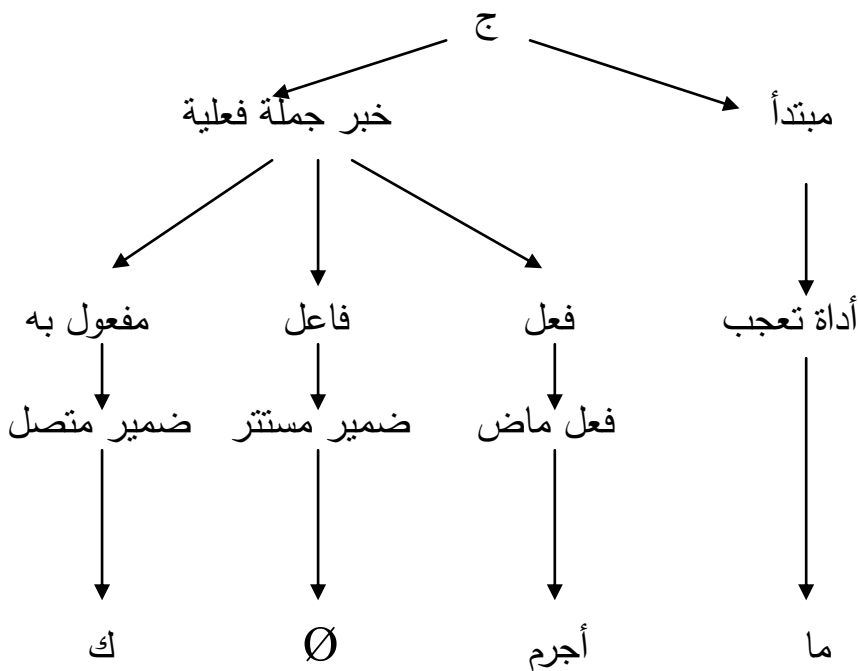 ج
مبتدأ خبر جملة فعلية
أداة تعجب فعل فاعل مفعول به
فعل ماض ضمير مستتر ضمير متصل
ما أجرم Ø ك